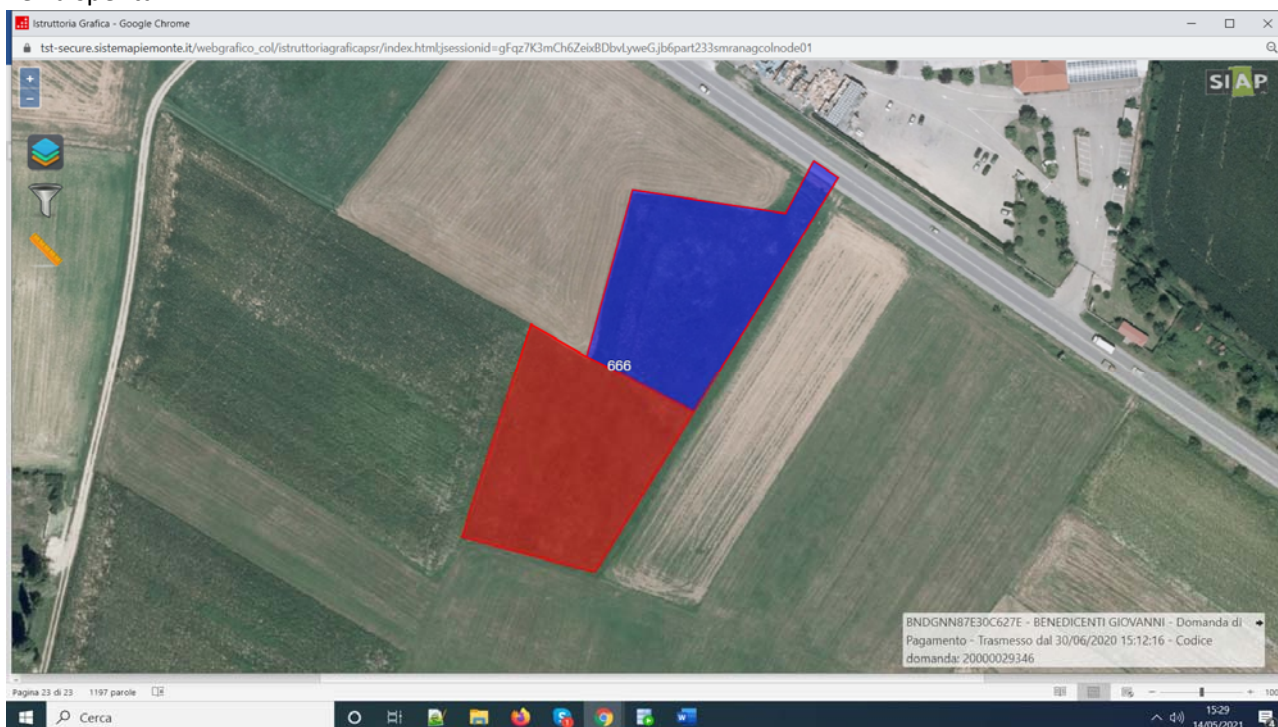 Istruttoria Grafica - Google Chrome
tst-secure.sistemapiemonte.it/webgrafico_col/istruttoriagraficapsr/index.html;jsessionid=gFqz7K3mCh6ZeixBDbvLyweG.jb6part233smranagcolnode01
SIAP
666
BNDGNN87E30C627E - BENEDICENTI GIOVANNI - Domanda di
Pagamento - Trasmesso dal 30/06/2020 15:12:16 - Codice
domanda: 20000029346
Pagina 23 di 23 1197 parole
100
Cerca
15:29
14/05/2021